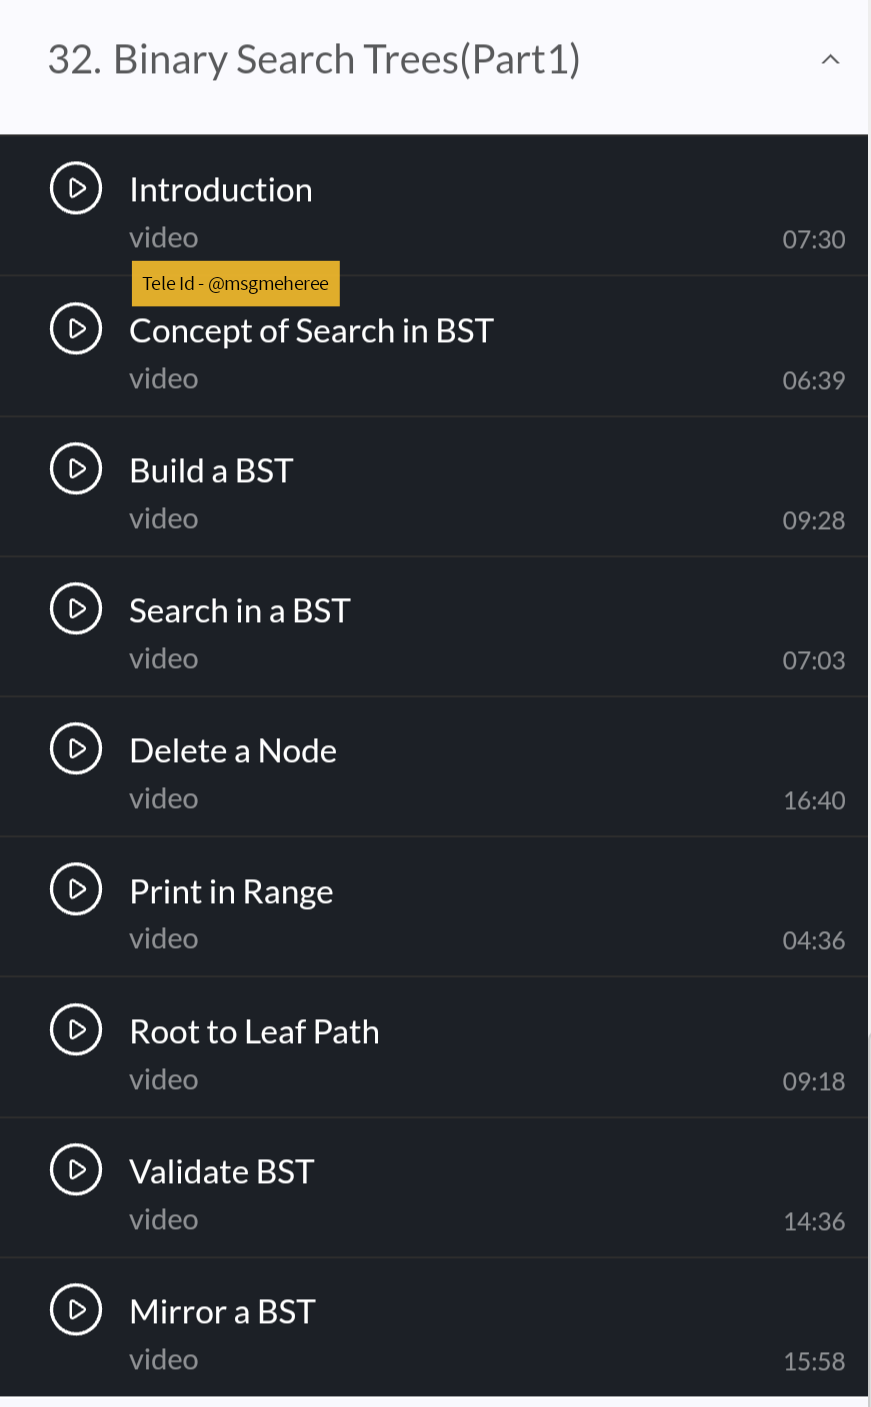 32. Binary Search Trees(Part1)
Introduction
video
07:30
Tele Id - @msgmeheree
Concept of Search in BST
video
06:39
Build a BST
video
09:28
Search in a BST
video
07:03
Delete a Node
video
16:40
Print in Range
video
04:36
Root to Leaf Path
video
09:18
Validate BST
video
14:36
Mirror a BST
video
15:58